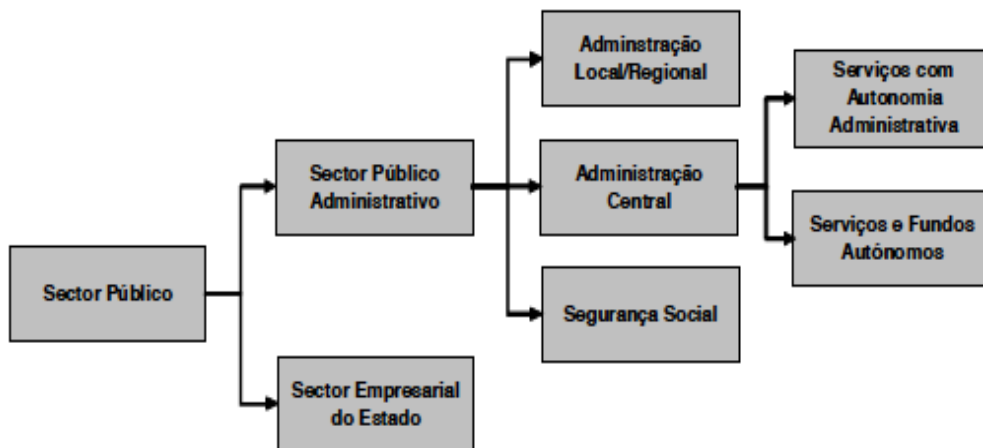 Adminstração
Local/Regional
Serviços com
Autonomia
Administrativa
Sector Público
Administrativo
Administração
Central
Serviços e Fundos
Autónomos
Sector Público
Segurança Social
Sector Empresarial
do Estado